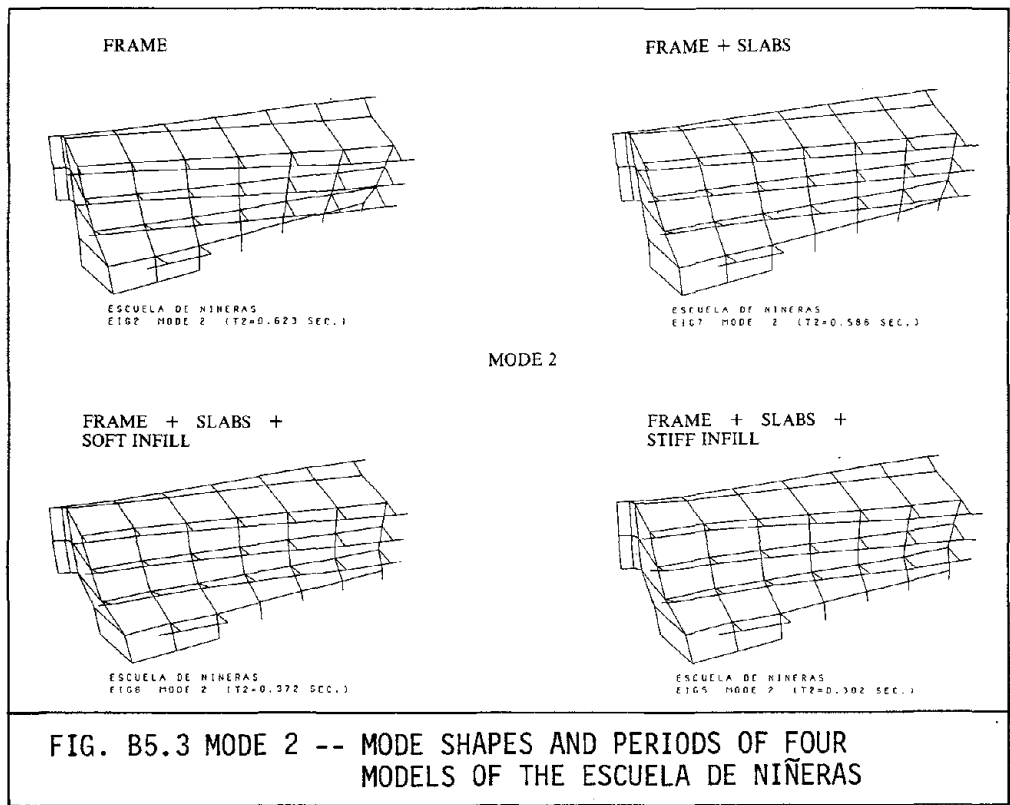 FRAME
FRAME + SLABS
ESCUELA DE NINERAS
EIG2 MODE 2 (T2=0.623 SEC.)
ESCUELA DE NINERAS
EIG7 MODE 2 (T2=0.586 SEC.)
MODE 2
FRAME + SLABS +
SOFT INFILL
FRAME + SLABS +
STIFF INFILL
ESCUELA DE NINERAS
EIG6 MODE 2 (T2=0.372 SEC.)
ESCUELA DE NINERAS
EIG5 MODE 2 (T2=0.302 SEC.)
FIG. B5.3 MODE 2 -- MODE SHAPES AND PERIODS OF FOUR
MODELS OF THE ESCUELA DE NIÑERAS